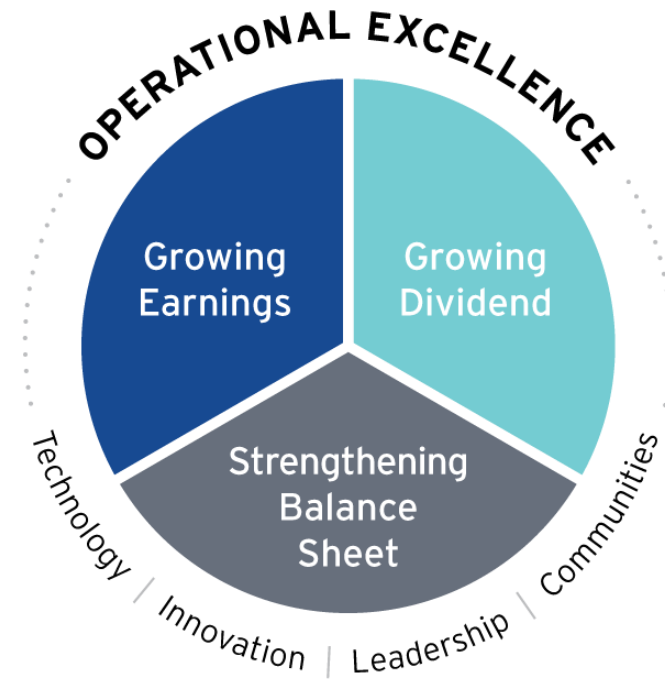 OPERATIONAL EXCELLENCE
Growing
Earnings
Growing
Dividend
Strengthening
Balance
Sheet
Technology | Innovation | Leadership | Communities